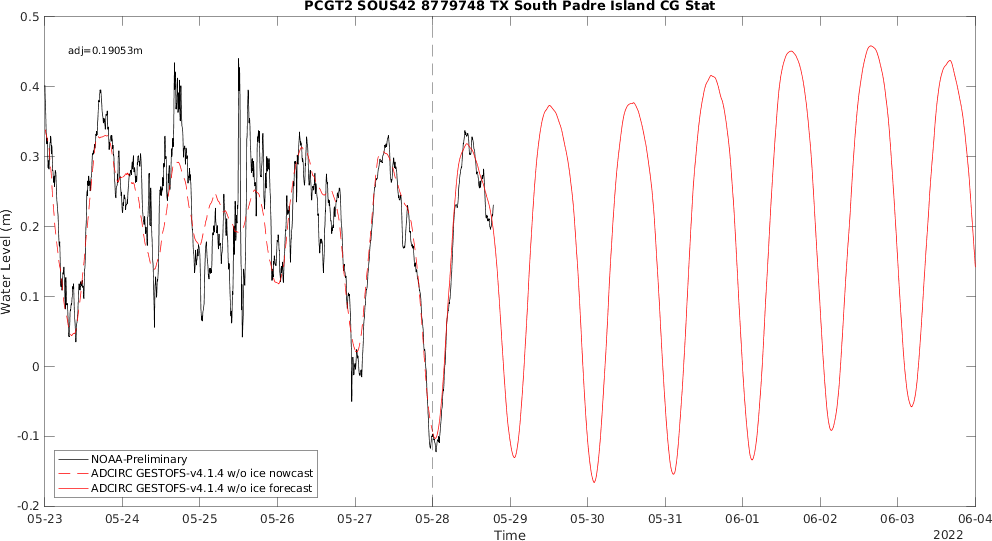 PCGT2 SOUS42 8779748 TX South Padre Island CG Stat
adj=0.19053m
0.5
0.4
0.3
0.2
0.1
0
-0.1
-0.2
Water Level (m)
NOAA-Preliminary
ADCIRC GESTOFS-v4.1.4 w/o ice nowcast
ADCIRC GESTOFS-v4.1.4 w/o ice forecast
05-23 05-24 05-25 05-26 05-27 05-28 05-29 05-30 05-31 06-01 06-02 06-03 06-04
Time
2022